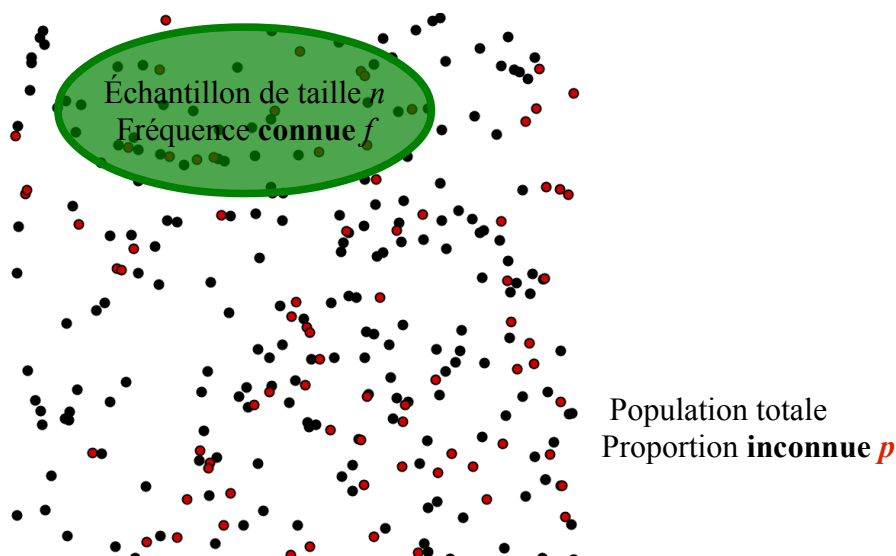 Échantillon de taille n
Fréquence connue f
Population totale
Proportion inconnue p